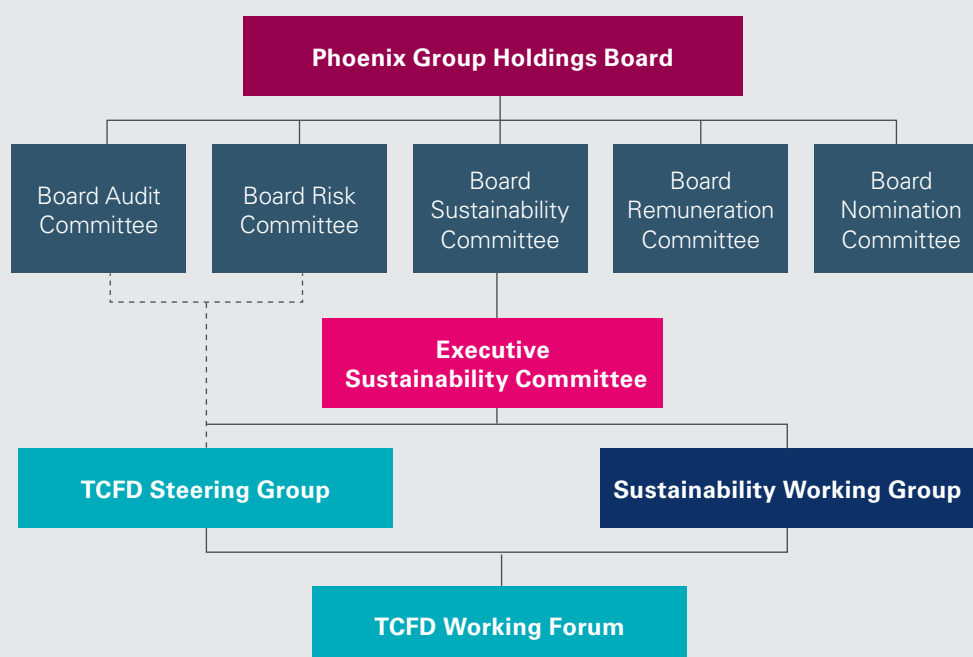 Phoenix Group Holdings Board
Board Audit
Committee
Board Risk
Committee
Board
Sustainability
Committee
Board
Remuneration
Committee
Board
Nomination
Committee
Executive
Sustainability Committee
TCFD Steering Group
Sustainability Working Group
TCFD Working Forum